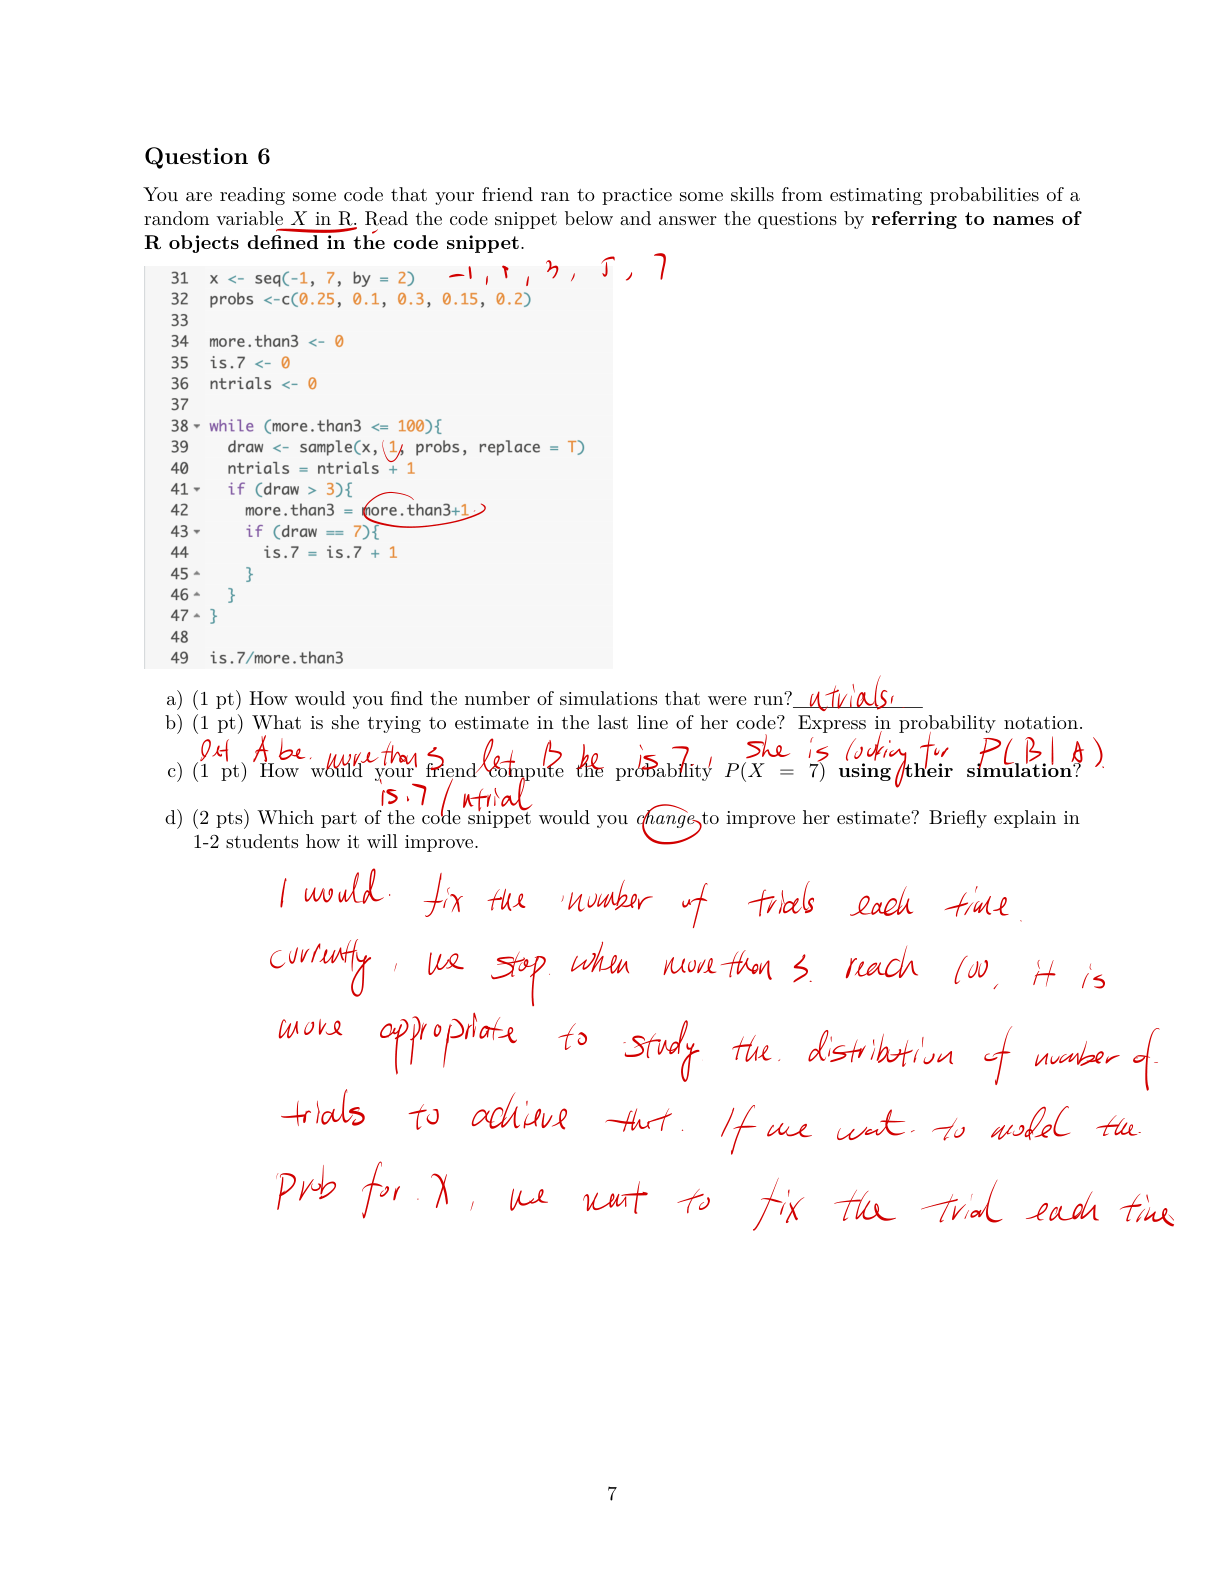 Question 6
You are reading some code that your friend ran to practice some skills from estimating probabilities of a
random variable X in R. Read the code snippet below and answer the questions by referring to names of
R objects defined in the code snippet.
31 x <- seq(-1, 7, by = 2) -1, 1, 3, 5, 7
32 probs <-c(0.25, 0.1, 0.3, 0.15, 0.2)
33
34 more.than3 <- 0
35 is.7 <- 0
36 ntrials <- 0
37
38 while (more.than3 <= 100){
39 draw <- sample(x, 1, probs, replace = T)
40 ntrials = ntrials + 1
41 if (draw > 3){
42 more.than3 = more.than3+1
43 if (draw == 7){
44 is.7 = is.7 + 1
45 }
46 }
47 }
48
49 is.7/more.than3
a) (1 pt) How would you find the number of simulations that were run? ntrials.
b) (1 pt) What is she trying to estimate in the last line of her code? Express in probability notation.
let A be more than 3 let B be is 7, she is looking for P(B|A)
c) (1 pt) How would your friend compute the probability P(X = 7) using their simulation?
is.7 / ntrial
d) (2 pts) Which part of the code snippet would you change to improve her estimate? Briefly explain in
1-2 students how it will improve.
I would fix the number of trials each time
currently, we stop when more than 3 reach 100, it is
more appropriate to study the distribution of number of
trials to achieve that. If we want to model the
Prob for X, we want to fix the trial each time
7